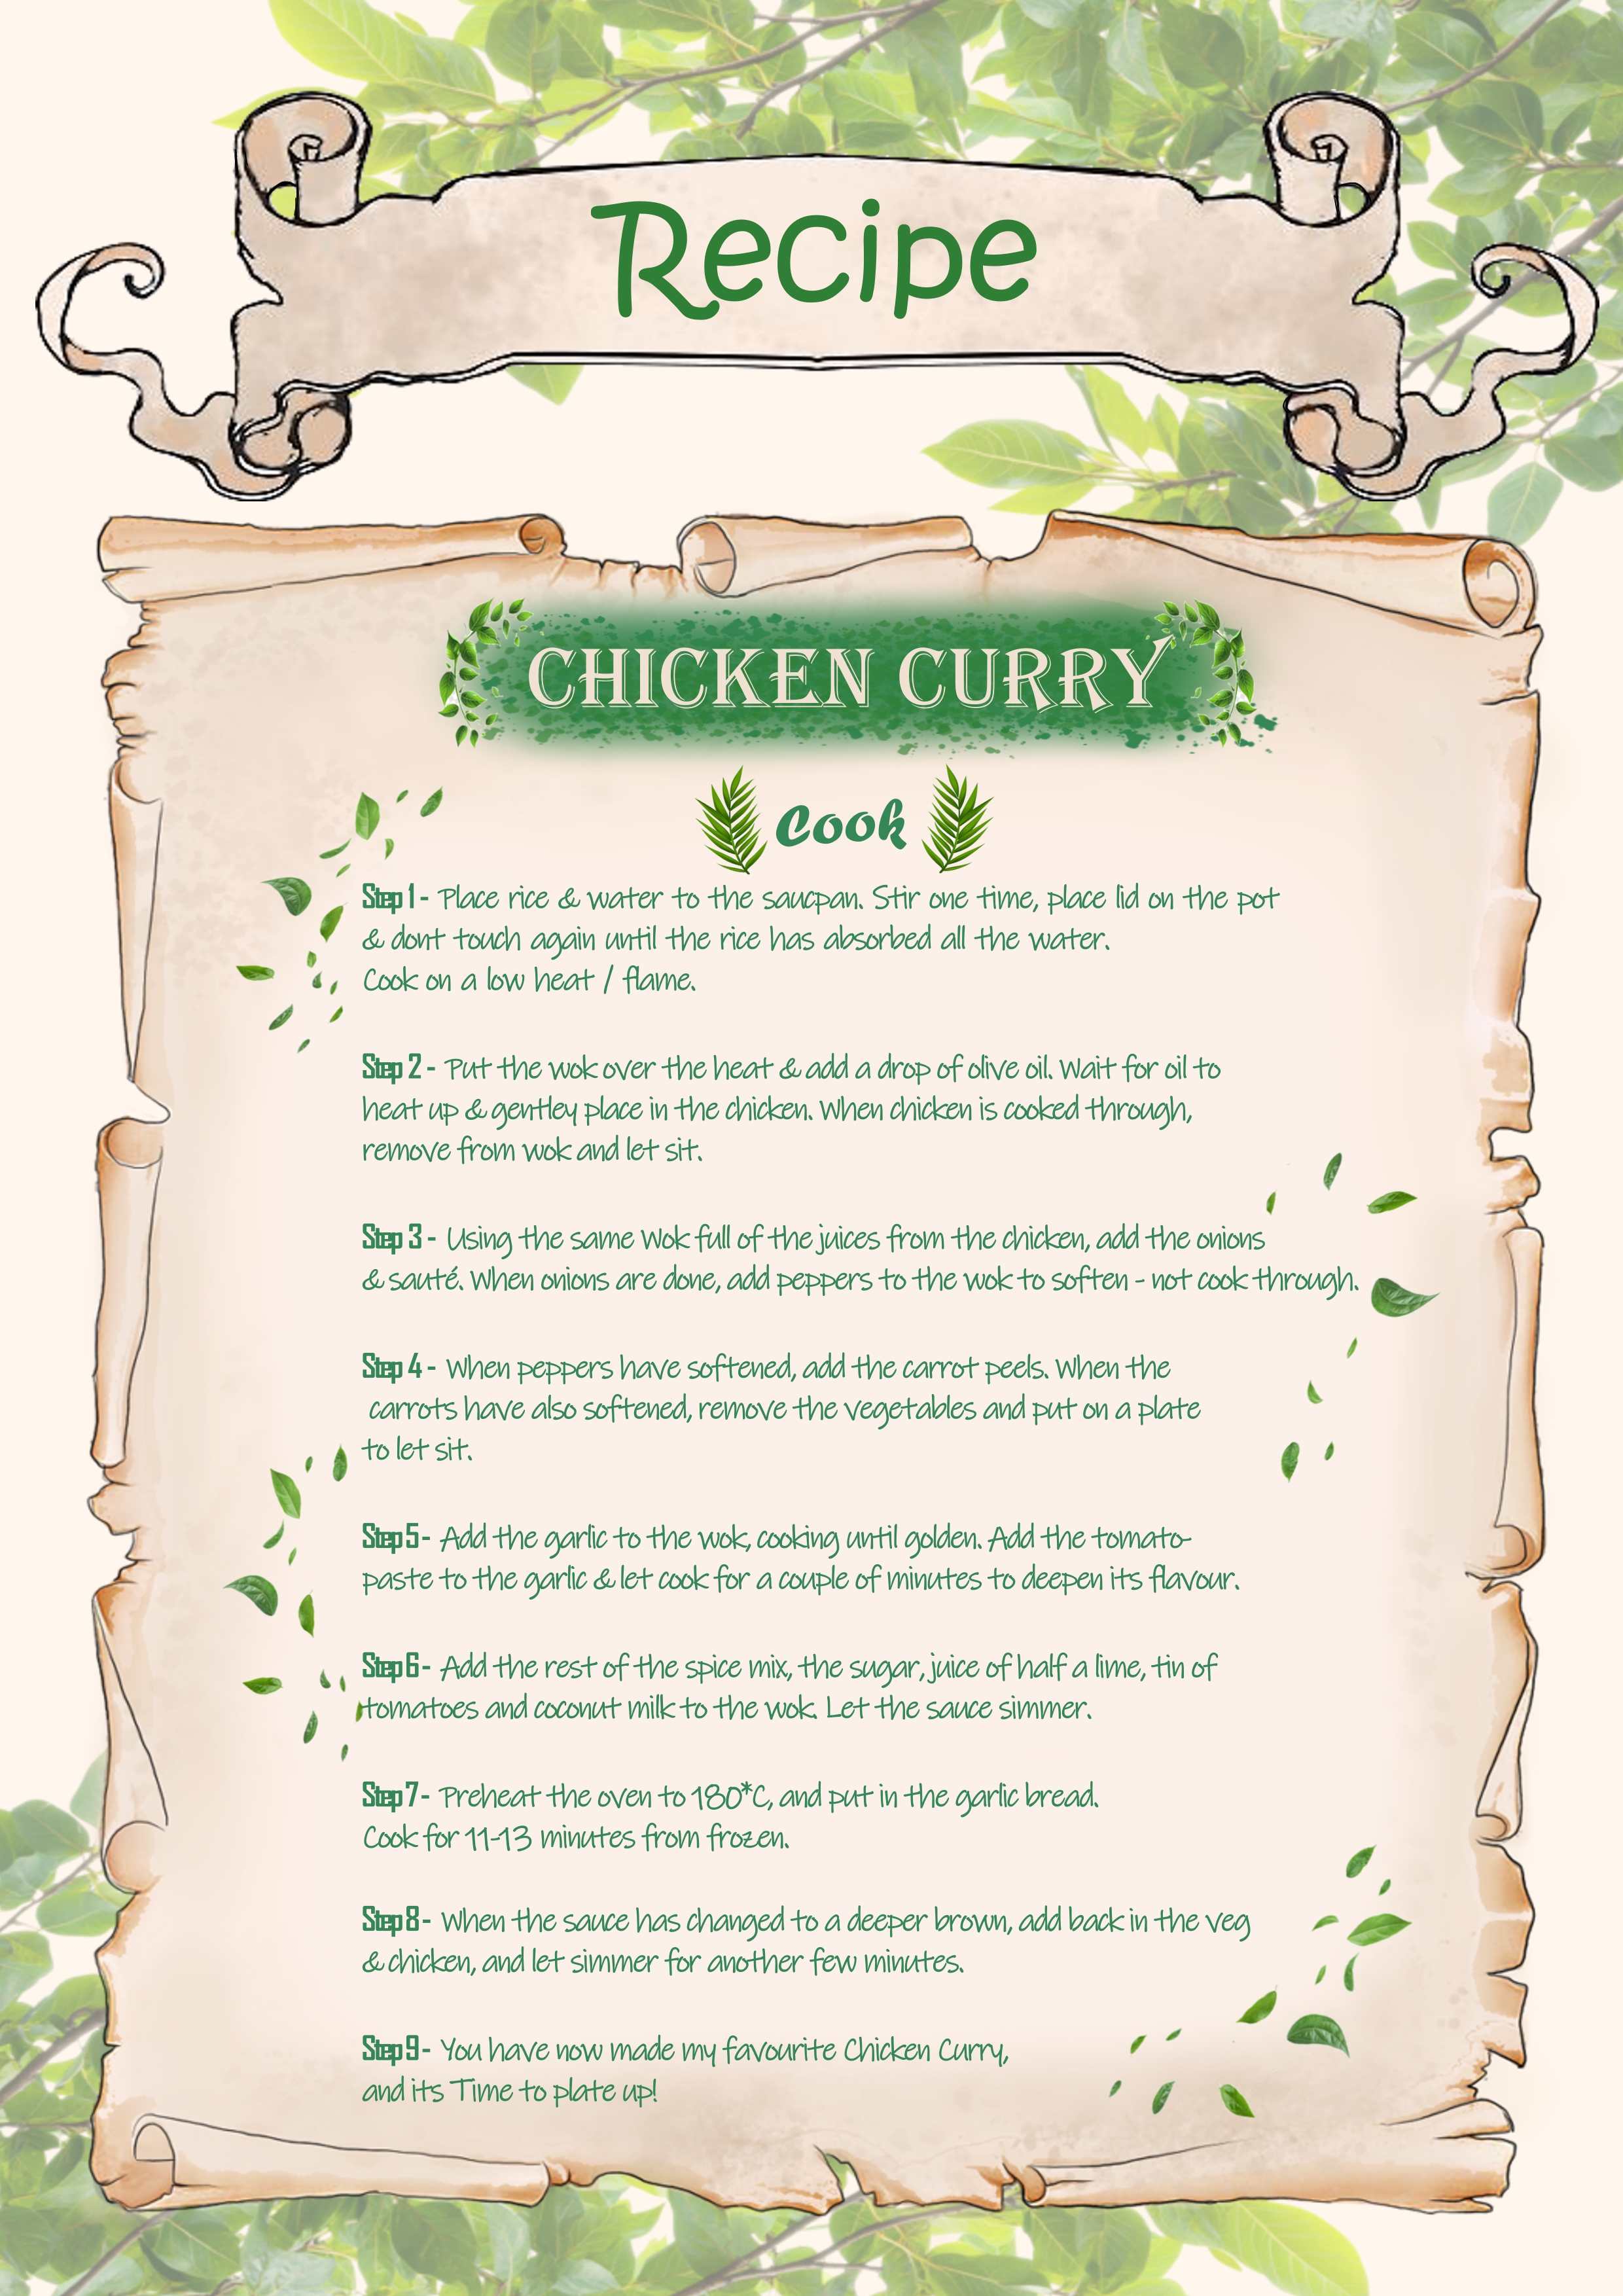 Recipe
CHICKEN CURRY
Cook
Step 1 - Place rice & water to the saucpan. Stir one time, place lid on the pot
& dont touch again until the rice has absorbed all the water.
Cook on a low heat / flame.
Step 2 - Put the wok over the heat & add a drop of olive oil. Wait for oil to
heat up & gentley place in the chicken. When chicken is cooked through,
remove from wok and let sit.
Step 3 - Using the same Wok full of the juices from the chicken, add the onions
& sauté. When onions are done, add peppers to the wok to soften - not cook through.
Step 4 - When peppers have softened, add the carrot peels. When the
carrots have also softened, remove the vegetables and put on a plate
to let sit.
Step 5 - Add the garlic to the wok, cooking until golden. Add the tomato-
paste to the garlic & let cook for a couple of minutes to deepen its flavour.
Step 6 - Add the rest of the spice mix, the sugar, juice of half a lime, tin of
tomatoes and coconut milk to the wok. Let the sauce simmer.
Step 7 - Preheat the oven to 180*C, and put in the garlic bread.
Cook for 11-13 minutes from frozen.
Step 8 - When the sauce has changed to a deeper brown, add back in the veg
& chicken, and let simmer for another few minutes.
Step 9 - You have now made my favourite Chicken Curry,
and its Time to plate up!